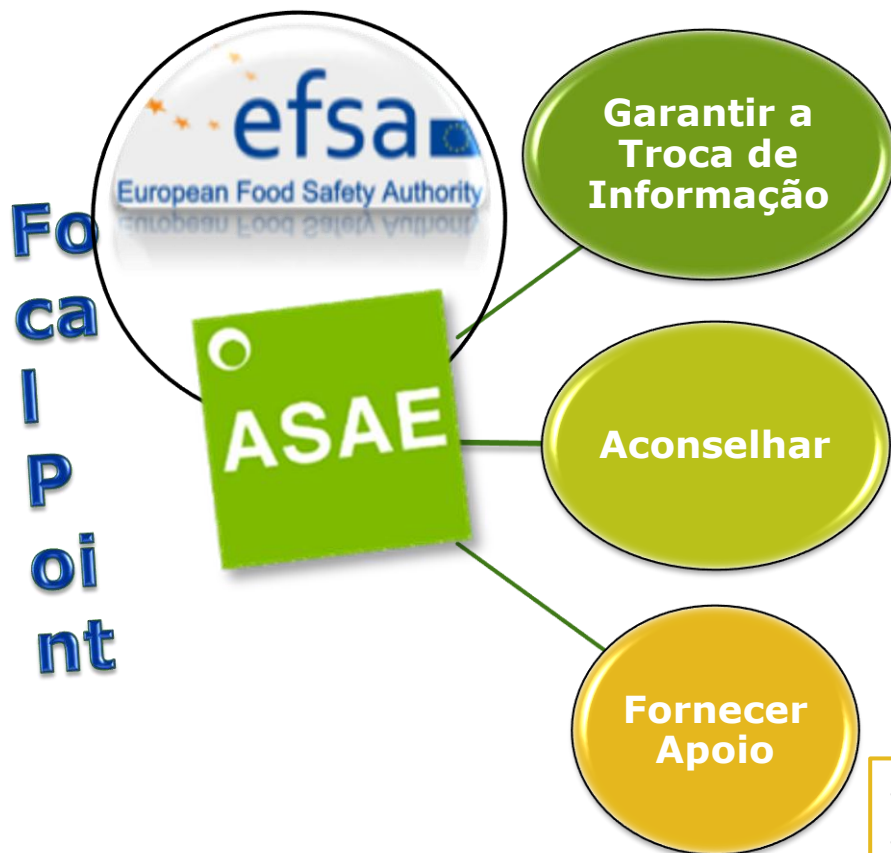 efsa
European Food Safety Authority
Fo
ca
l
P
oi
nt
ASAE
Garantir a
Troca de
Informação
Aconselhar
Fornecer
Apoio